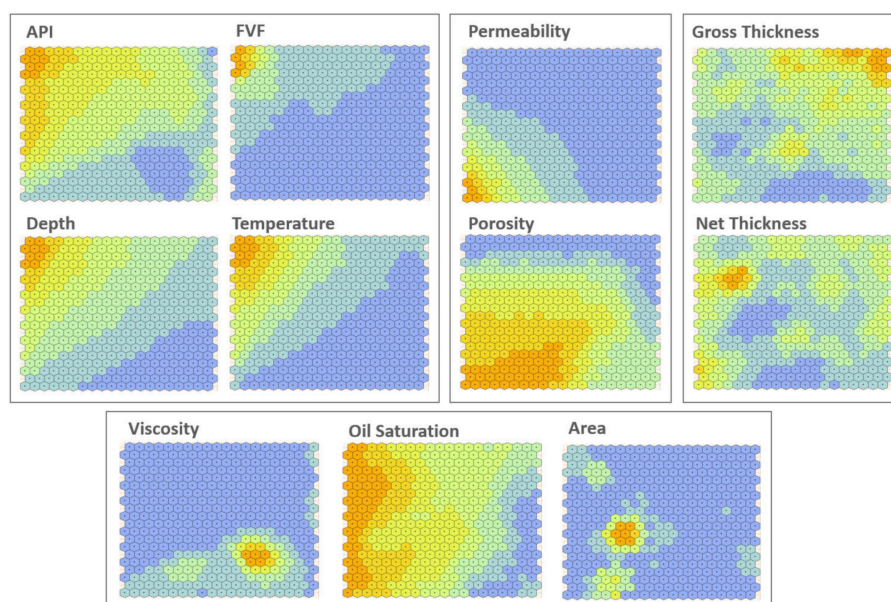 API
FVF
Permeability
Gross Thickness
Depth
Temperature
Porosity
Net Thickness
Viscosity
Oil Saturation
Area